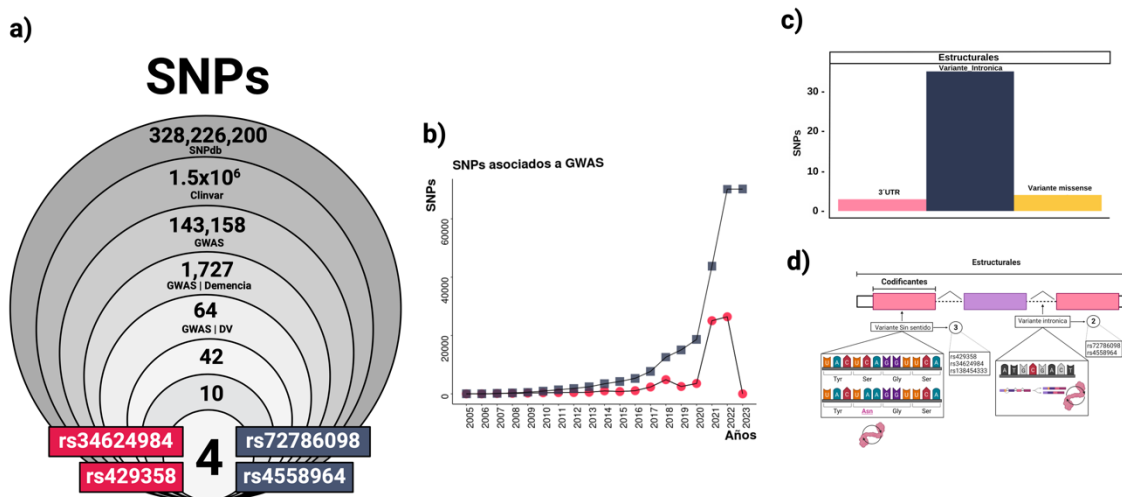 a)
SNPs
328,226,200
SNPdb
1.5x10⁶
Clinvar
143,158
GWAS
1,727
GWAS | Demencia
64
GWAS | DV
42
10
4
rs34624984
rs72786098
rs429358
rs4558964
b)
SNPs asociados a GWAS
SNPs
60000
40000
20000
0
2005
2006
2007
2008
2009
2010
2011
2012
2013
2014
2015
2016
2017
2018
2019
2020
2021
2022
2023
Años
c)
Estructurales
Variante_Intronica
SNPs
30 -
20 -
10 -
0 -
3´UTR
Variante missense
d)
Estructurales
Codificantes
Variante Sin sentido
3
rs429358
rs34624984
rs138454333
Variante intronica
2
rs72786098
rs4558964
U A C U C A G G U U C A
Tyr Ser Gly Ser
U A C A A G G U U C A
Tyr Asn Gly Ser
A T G C G A C T